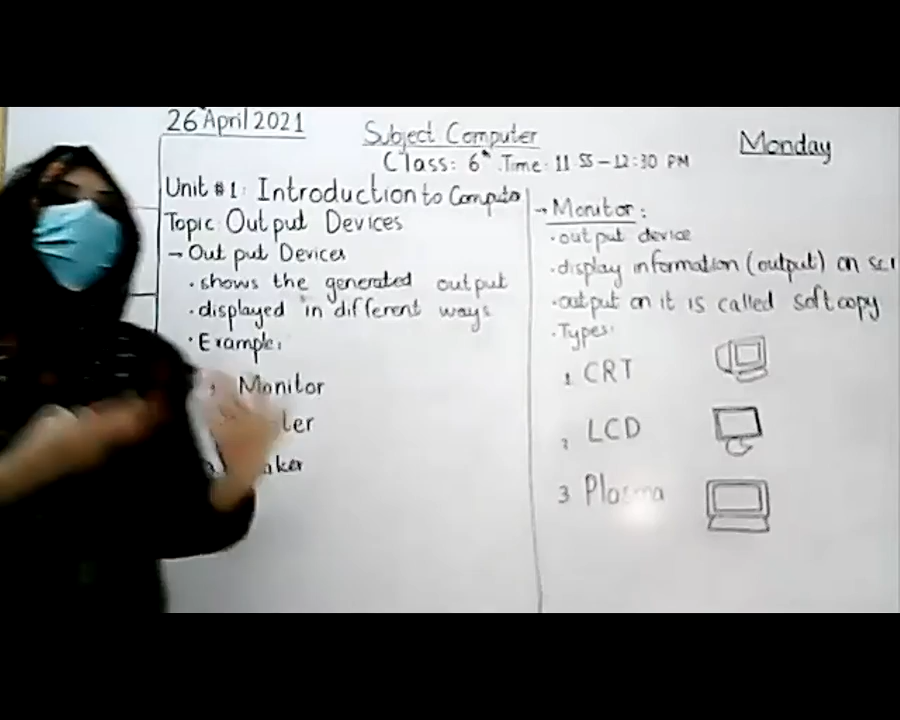 26 April 2021
Subject Computer
Monday
Class: 6th Time: 11 55 – 12:30 PM
Unit #1: Introduction to Compute
Topic: Output Devices
→ Output Devices
· shows the generated output
· displayed in different ways
· Example:
Monitor
→ Monitor:
· output device
· display information (output) on
· output on it is called softcopy
· Types:
1 CRT
2 LCD
3 Plasma